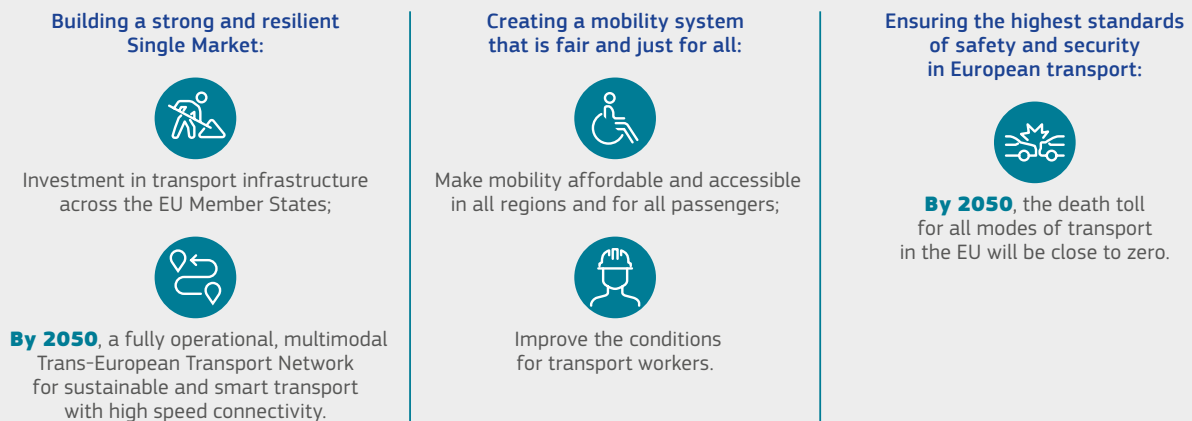 Building a strong and resilient
Single Market:
Investment in transport infrastructure
across the EU Member States;
By 2050, a fully operational, multimodal
Trans-European Transport Network
for sustainable and smart transport
with high speed connectivity.
Creating a mobility system
that is fair and just for all:
Make mobility affordable and accessible
in all regions and for all passengers;
Improve the conditions
for transport workers.
Ensuring the highest standards
of safety and security
in European transport:
By 2050, the death toll
for all modes of transport
in the EU will be close to zero.